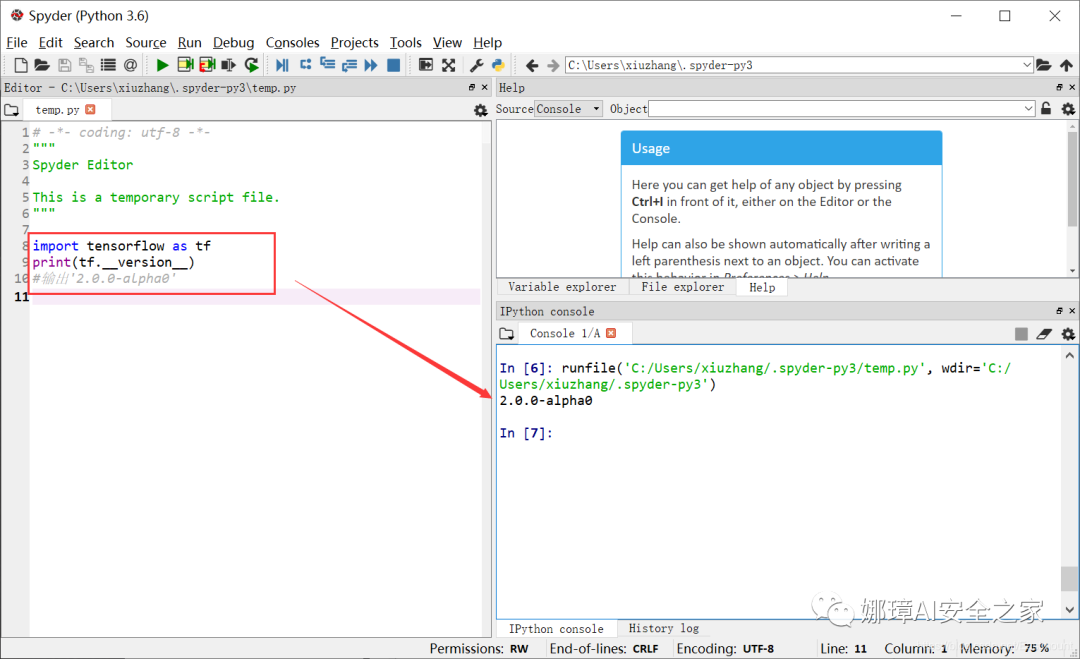 Spyder (Python 3.6)
File Edit Search Source Run Debug Consoles Projects Tools View Help
C:\Users\xiuzhang\.spyder-py3
Editor - C:\Users\xiuzhang\.spyder-py3\temp.py
temp.py
1 # -*- coding: utf-8 -*-
2 """
3 Spyder Editor
4
5 This is a temporary script file.
6 """
7
8 import tensorflow as tf
9 print(tf.__version__)
10 #输出'2.0.0-alpha0'
11
Help
Source Console Object
Usage
Here you can get help of any object by pressing
Ctrl+I in front of it, either on the Editor or the
Console.
Help can also be shown automatically after writing a
left parenthesis next to an object. You can activate
this behavior in Preferences > Help.
Variable explorer File explorer Help
IPython console
Console 1/A
In [6]: runfile('C:/Users/xiuzhang/.spyder-py3/temp.py', wdir='C:/
Users/xiuzhang/.spyder-py3')
2.0.0-alpha0
In [7]:
娜璋AI安全之家
IPython console History log
Permissions: RW End-of-lines: CRLF Encoding: UTF-8 Line: 11 Column: 1 Memory: 75 %